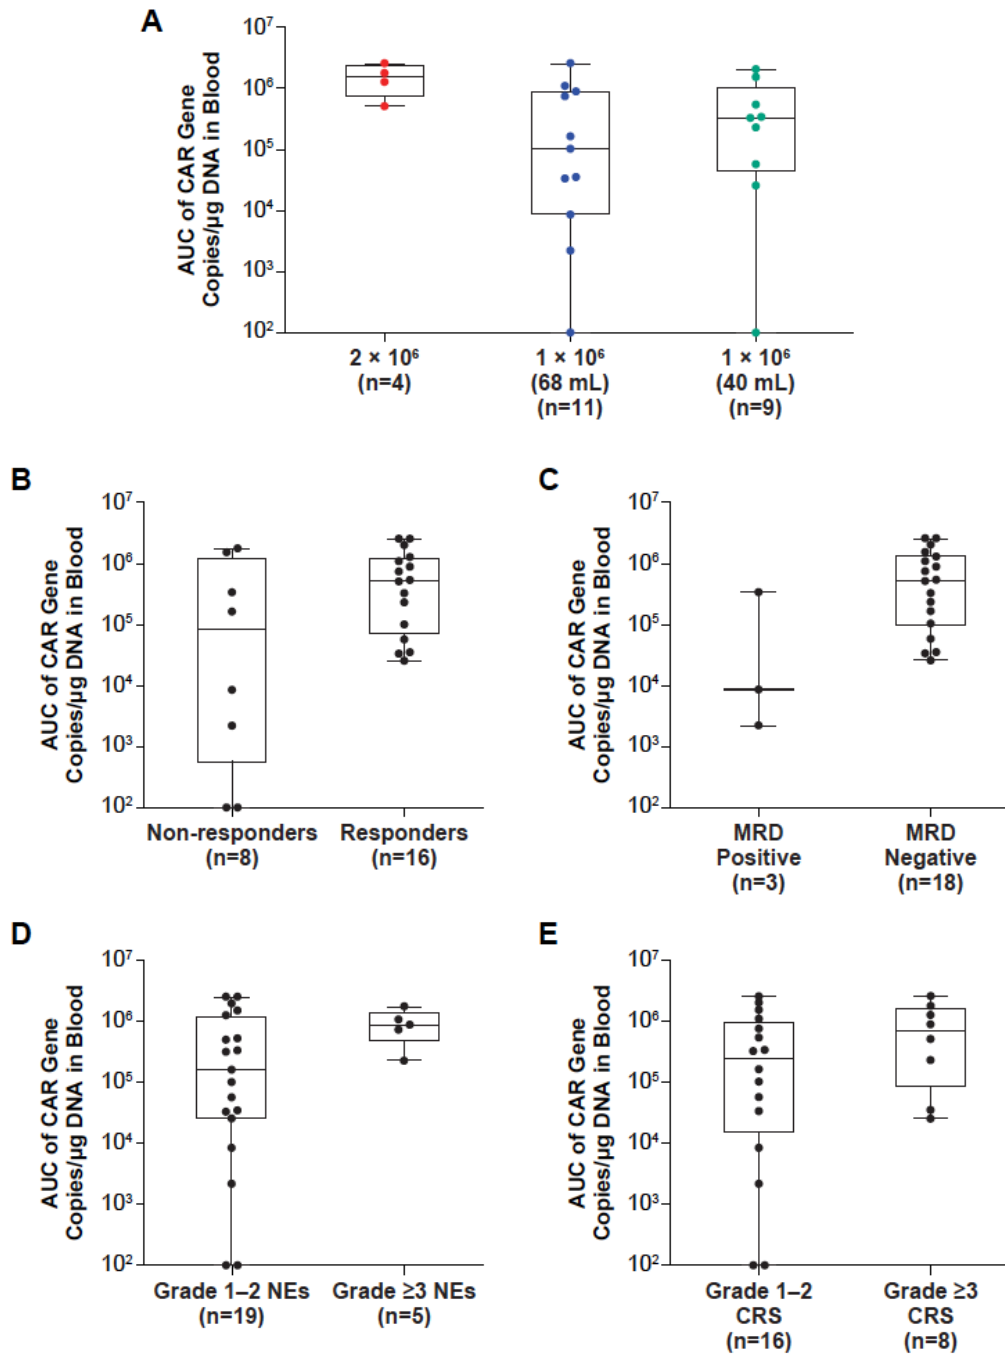 A
AUC of CAR Gene
Copies/µg DNA in Blood
10⁷
10⁶
10⁵
10⁴
10³
10²
2 × 10⁶
(n=4)
1 × 10⁶
(68 mL)
(n=11)
1 × 10⁶
(40 mL)
(n=9)
B
AUC of CAR Gene
Copies/µg DNA in Blood
10⁷
10⁶
10⁵
10⁴
10³
10²
Non-responders
(n=8)
Responders
(n=16)
C
AUC of CAR Gene
Copies/µg DNA in Blood
10⁷
10⁶
10⁵
10⁴
10³
10²
MRD
Positive
(n=3)
MRD
Negative
(n=18)
D
AUC of CAR Gene
Copies/µg DNA in Blood
10⁷
10⁶
10⁵
10⁴
10³
10²
Grade 1–2 NEs
(n=19)
Grade ≥3 NEs
(n=5)
E
AUC of CAR Gene
Copies/µg DNA in Blood
10⁷
10⁶
10⁵
10⁴
10³
10²
Grade 1–2
CRS
(n=16)
Grade ≥3
CRS
(n=8)